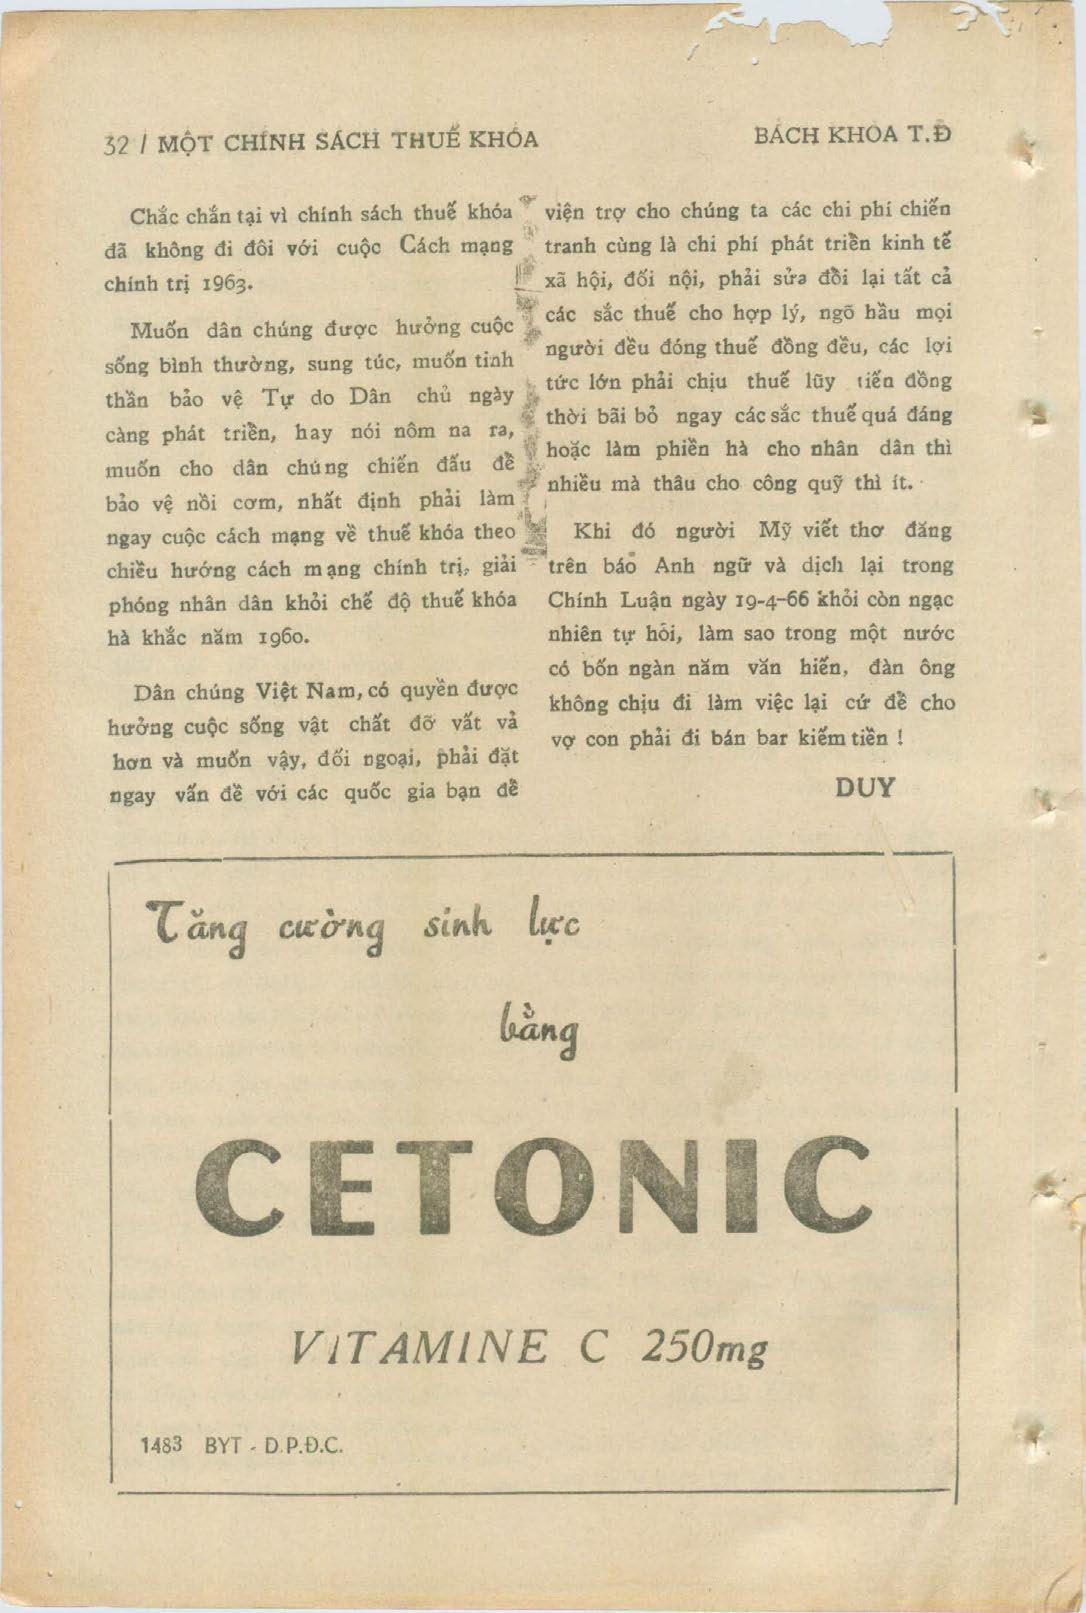 32 / MỘT CHÍNH SÁCH THUẾ KHÓA
BÁCH KHOA T.Đ
Chắc chắn tại vì chính sách thuế khóa
đã không đi đôi với cuộc Cách mạng
chính trị 1963.
Muốn dân chúng được hưởng cuộc
sống bình thường, sung túc, muốn tinh
thần bảo vệ Tự do Dân chủ ngày
càng phát triển, hay nói nôm na ra,
muốn cho dân chúng chiến đấu để
bảo vệ nồi cơm, nhất định phải làm
ngay cuộc cách mạng về thuế khóa theo
chiều hướng cách mạng chính trị, giải
phóng nhân dân khỏi chế độ thuế khóa
hà khắc năm 1960.
Dân chúng Việt Nam, có quyền được
hưởng cuộc sống vật chất đỡ vất vả
hơn và muốn vậy, đối ngoại, phải đặt
ngay vấn đề với các quốc gia bạn để
viện trợ cho chúng ta các chi phí chiến
tranh cùng là chi phí phát triển kinh tế
xã hội, đối nội, phải sửa đổi lại tất cả
các sắc thuế cho hợp lý, ngõ hầu mọi
người đều đóng thuế đồng đều, các lợi
tức lớn phải chịu thuế lũy tiến đồng
thời bãi bỏ ngay các sắc thuế quá đáng
hoặc làm phiền hà cho nhân dân thì
nhiều mà thâu cho công quỹ thì ít.
Khi đó người Mỹ viết thơ đăng
trên báo Anh ngữ và dịch lại trong
Chính Luận ngày 19-4-66 khỏi còn ngạc
nhiên tự hỏi, làm sao trong một nước
có bốn ngàn năm văn hiến, đàn ông
không chịu đi làm việc lại cứ để cho
vợ con phải đi bán bar kiếm tiền !
DUY
Tăng cường sinh lực
bằng
CETONIC
VITAMINE C 250mg
1483 BYT - D.P.Đ.C.